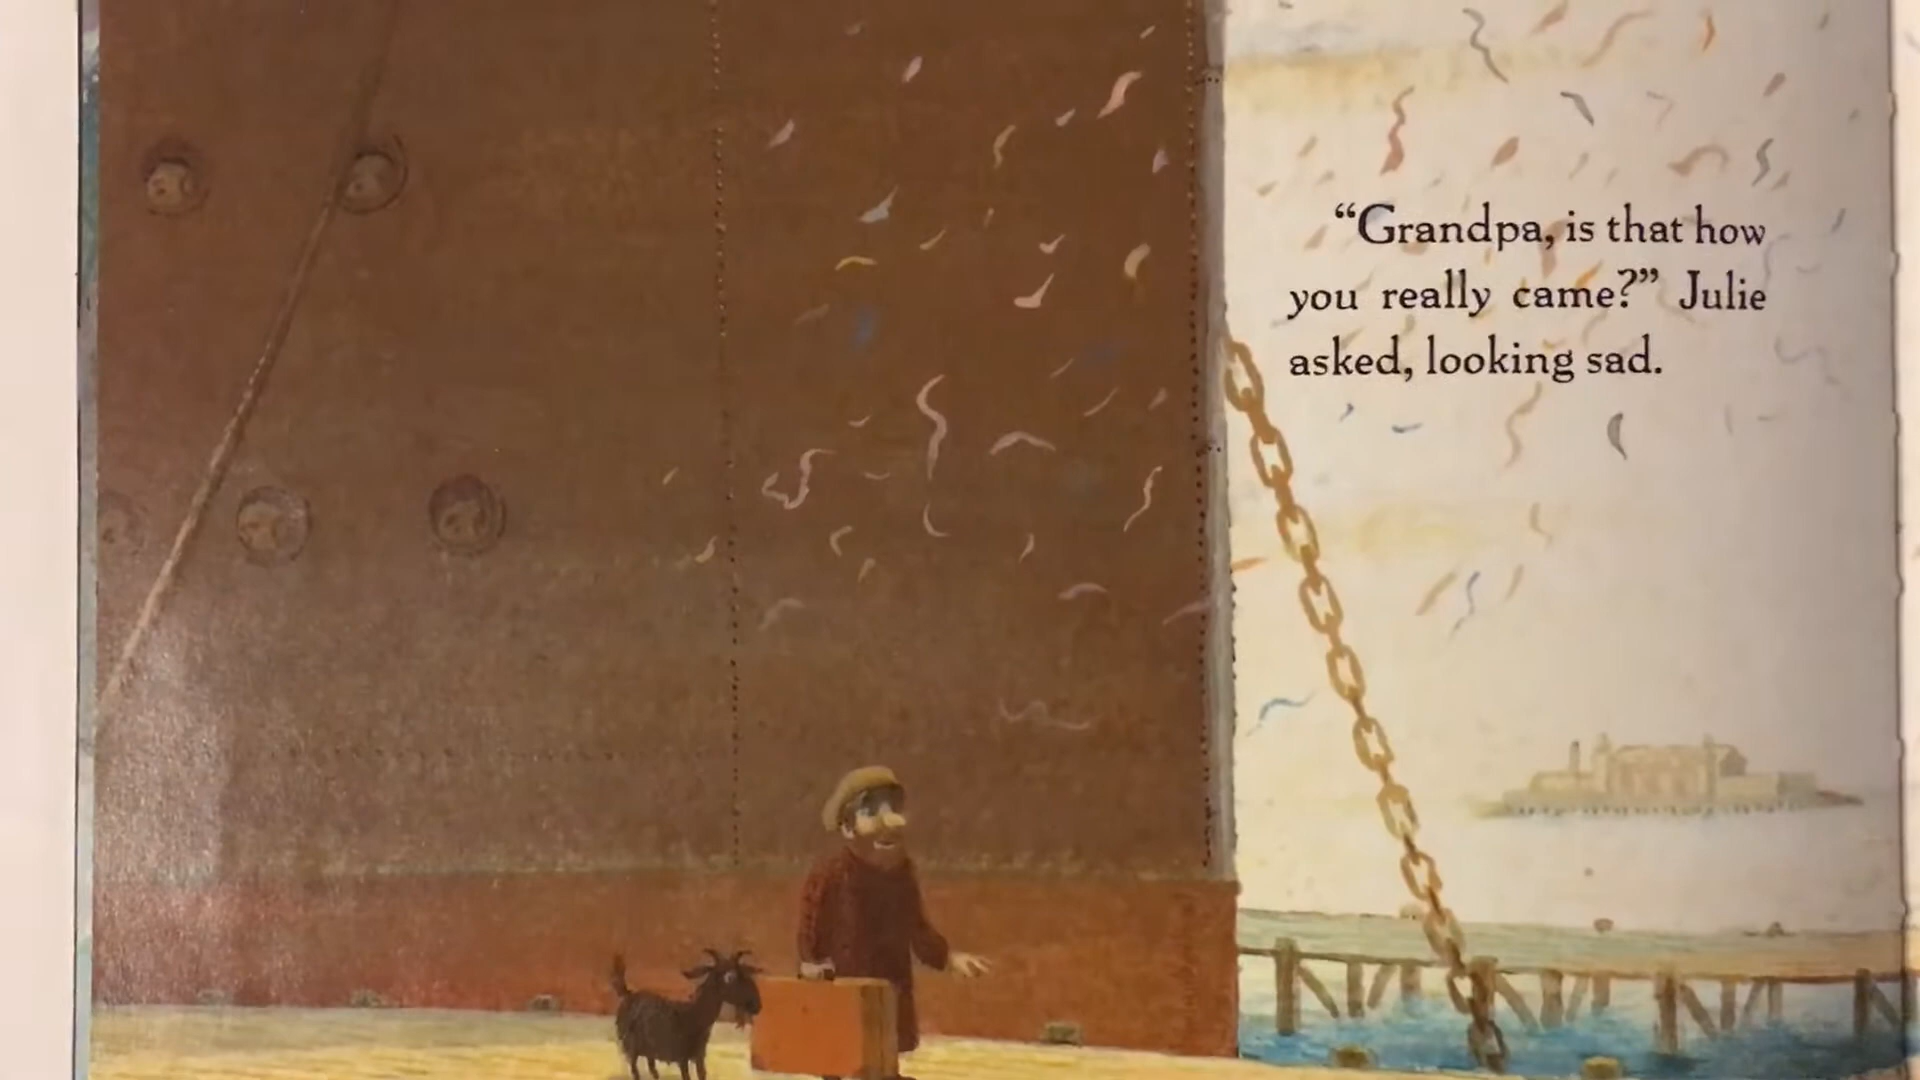 “Grandpa, is that how
you really came?” Julie
asked, looking sad.